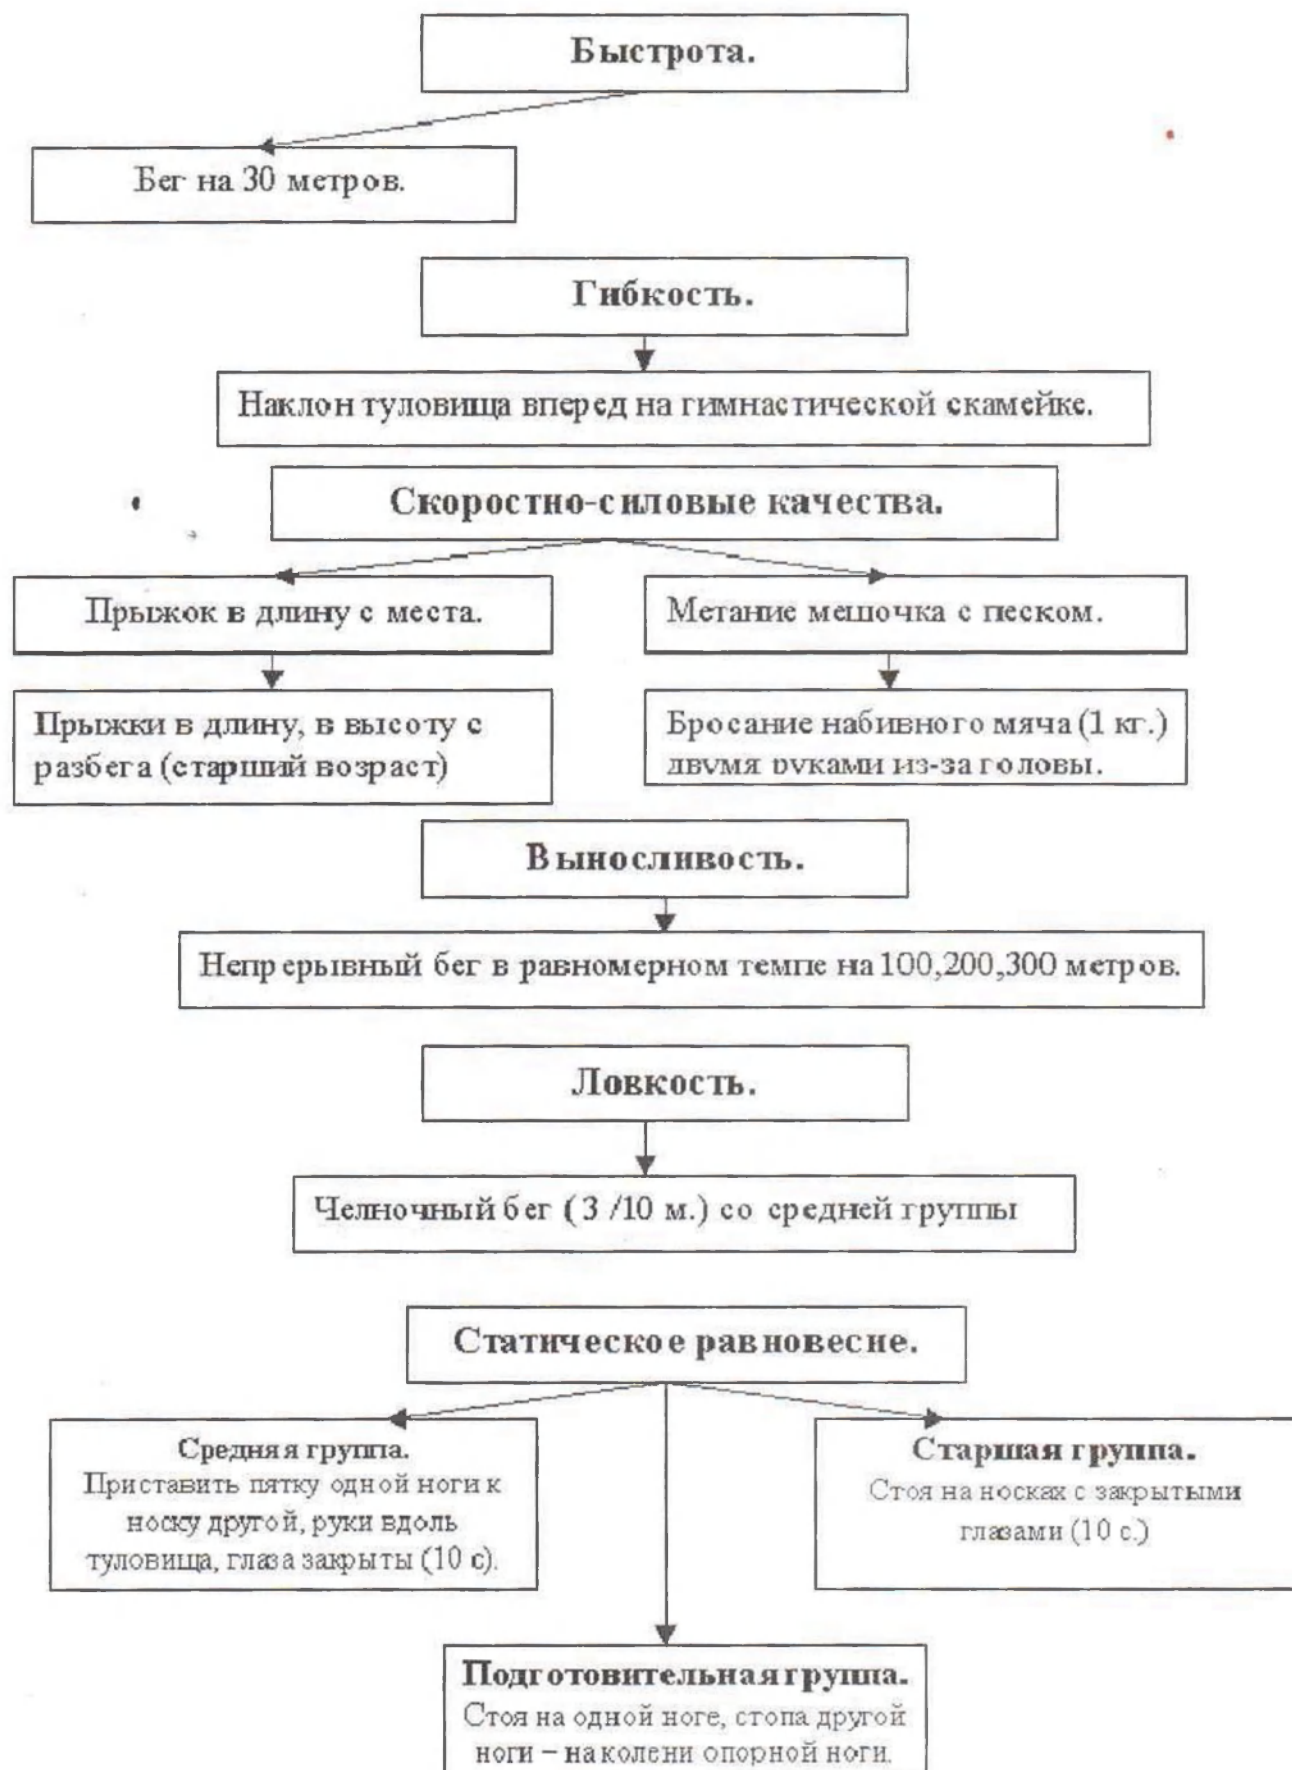 Быстрота.
Бег на 30 метров.
Гибкость.
Наклон туловища вперед на гимнастической скамейке.
Скоростно-силовые качества.
Прыжок в длину с места.
Метание мешочка с песком.
Прыжки в длину, в высоту с
разбега (старший возраст)
Бросание набивного мяча (1 кг.)
двумя руками из-за головы.
Выносливость.
Непрерывный бег в равномерном темпе на 100,200,300 метров.
Ловкость.
Челночный бег ( 3 /10 м.) со средней группы
Статическое равновесие.
Средняя группа.
Приставить пятку одной ноги к
носку другой, руки вдоль
туловища, глаза закрыты (10 с).
Старшая группа.
Стоя на носках с закрытыми
глазами (10 с.)
Подготовительная группа.
Стоя на одной ноге, стопа другой
ноги – на колени опорной ноги.